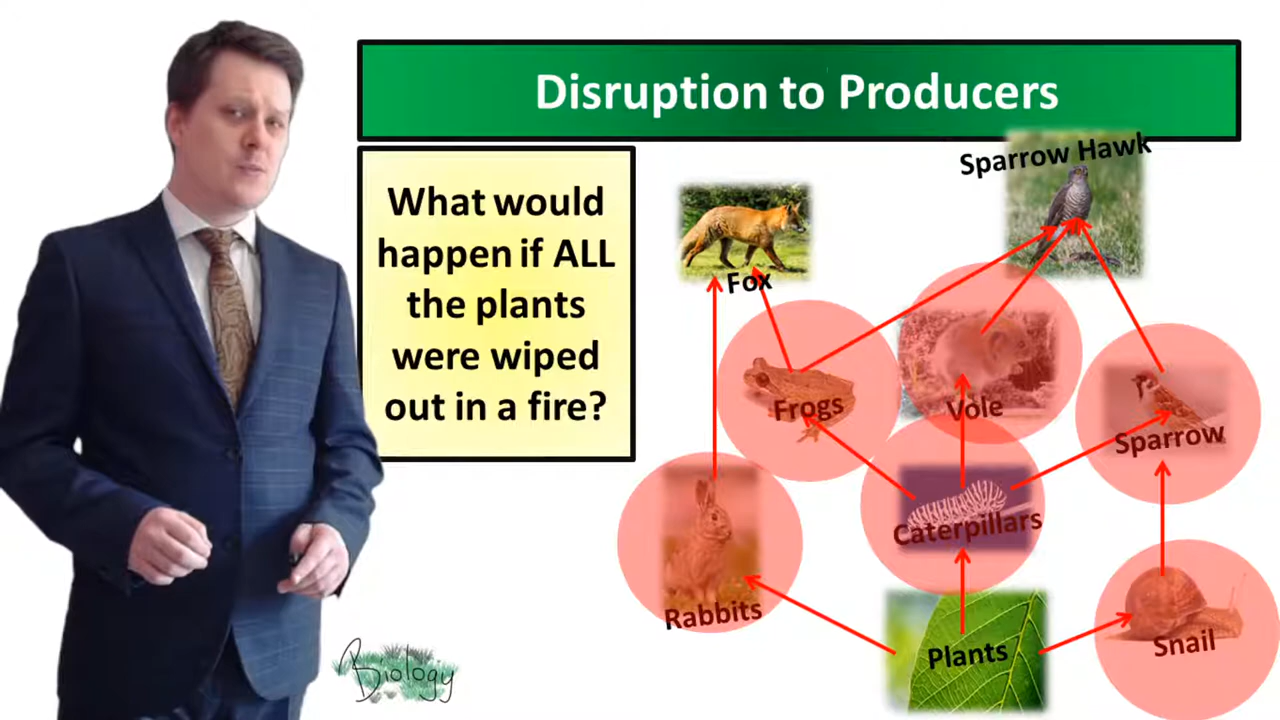 Disruption to Producers
What would
happen if ALL
the plants
were wiped
out in a fire?
Sparrow Hawk
Fox
Frogs
Vole
Sparrow
Caterpillars
Rabbits
Snail
Plants
Biology